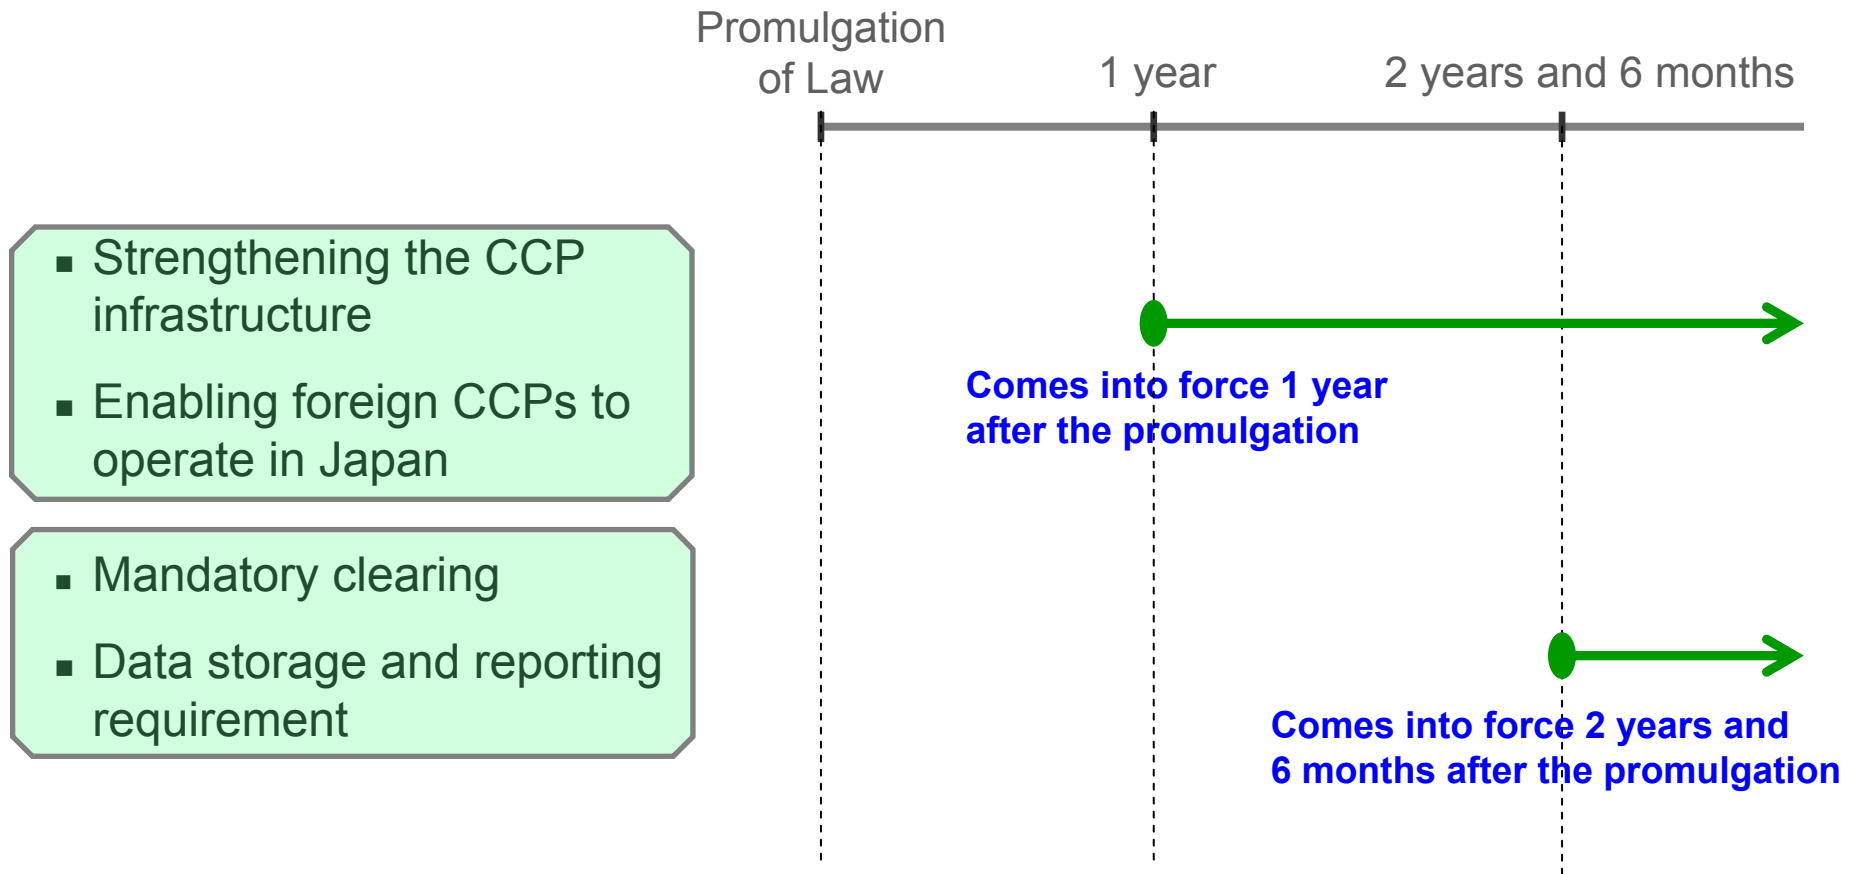 Promulgation
of Law
1 year
2 years and 6 months
▪ Strengthening the CCP
infrastructure
▪ Enabling foreign CCPs to
operate in Japan
Comes into force 1 year
after the promulgation
▪ Mandatory clearing
▪ Data storage and reporting
requirement
Comes into force 2 years and
6 months after the promulgation